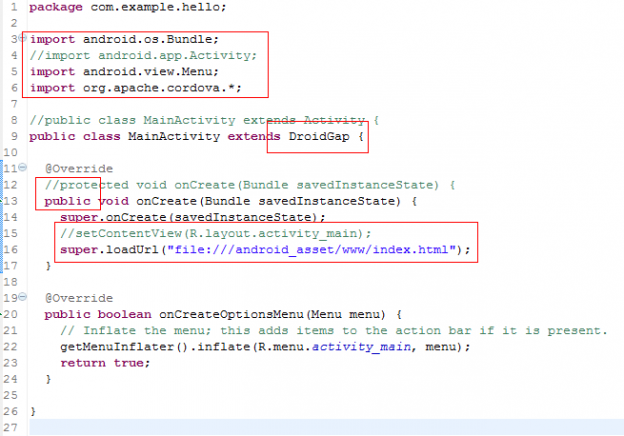 1 package com.example.hello;
2
3 import android.os.Bundle;
4 //import android.app.Activity;
5 import android.view.Menu;
6 import org.apache.cordova.*;
7
8 //public class MainActivity extends Activity {
9 public class MainActivity extends DroidGap {
10
11 @Override
12 //protected void onCreate(Bundle savedInstanceState) {
13 public void onCreate(Bundle savedInstanceState) {
14 super.onCreate(savedInstanceState);
15 //setContentView(R.layout.activity_main);
16 super.loadUrl("file:///android_asset/www/index.html");
17 }
18
19 @Override
20 public boolean onCreateOptionsMenu(Menu menu) {
21 // Inflate the menu; this adds items to the action bar if it is present.
22 getMenuInflater().inflate(R.menu.activity_main, menu);
23 return true;
24 }
25
26 }
27